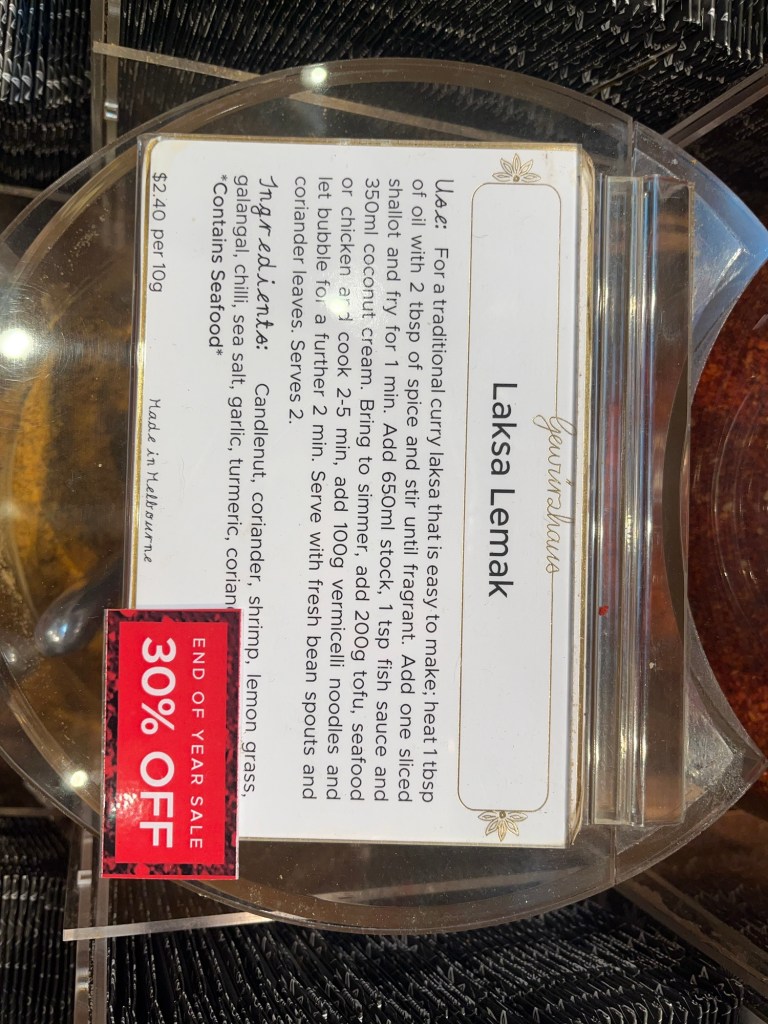 Gewürzhaus
Laksa Lemak
Use: For a traditional curry laksa that is easy to make; heat 1 tbsp
of oil with 2 tbsp of spice and stir until fragrant. Add one sliced
shallot and fry for 1 min. Add 650ml stock, 1 tsp fish sauce and
350ml coconut cream. Bring to simmer, add 200g tofu, seafood
or chicken and cook 2-5 min, add 100g vermicelli noodles and
let bubble for a further 2 min. Serve with fresh bean spouts and
coriander leaves. Serves 2.
Ingredients: Candlenut, coriander, shrimp, lemon grass,
galangal, chilli, sea salt, garlic, turmeric,
*Contains Seafood*
$2.40 per 10g
Made in Melbourne
END OF YEAR SALE
30% OFF